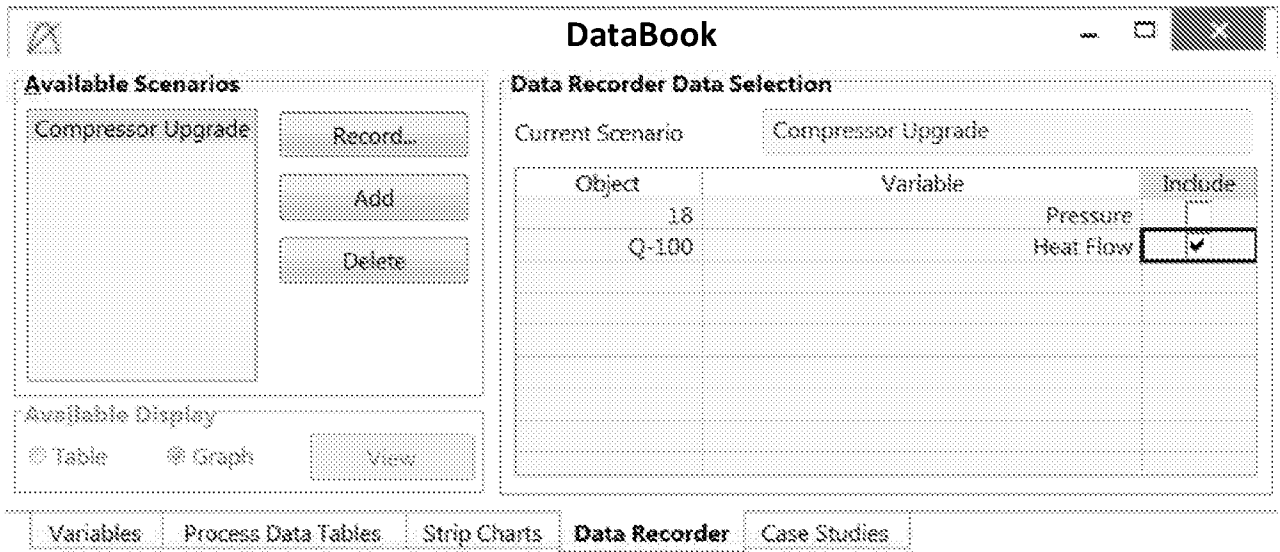 DataBook
Available Scenarios
Compressor Upgrade
Record...
Add
Delete
Available Display
Table Graph View
Data Recorder Data Selection
Current Scenario Compressor Upgrade
Object Variable Include
18 Pressure
Q-100 Heat Flow
Variables Process Data Tables Strip Charts Data Recorder Case Studies